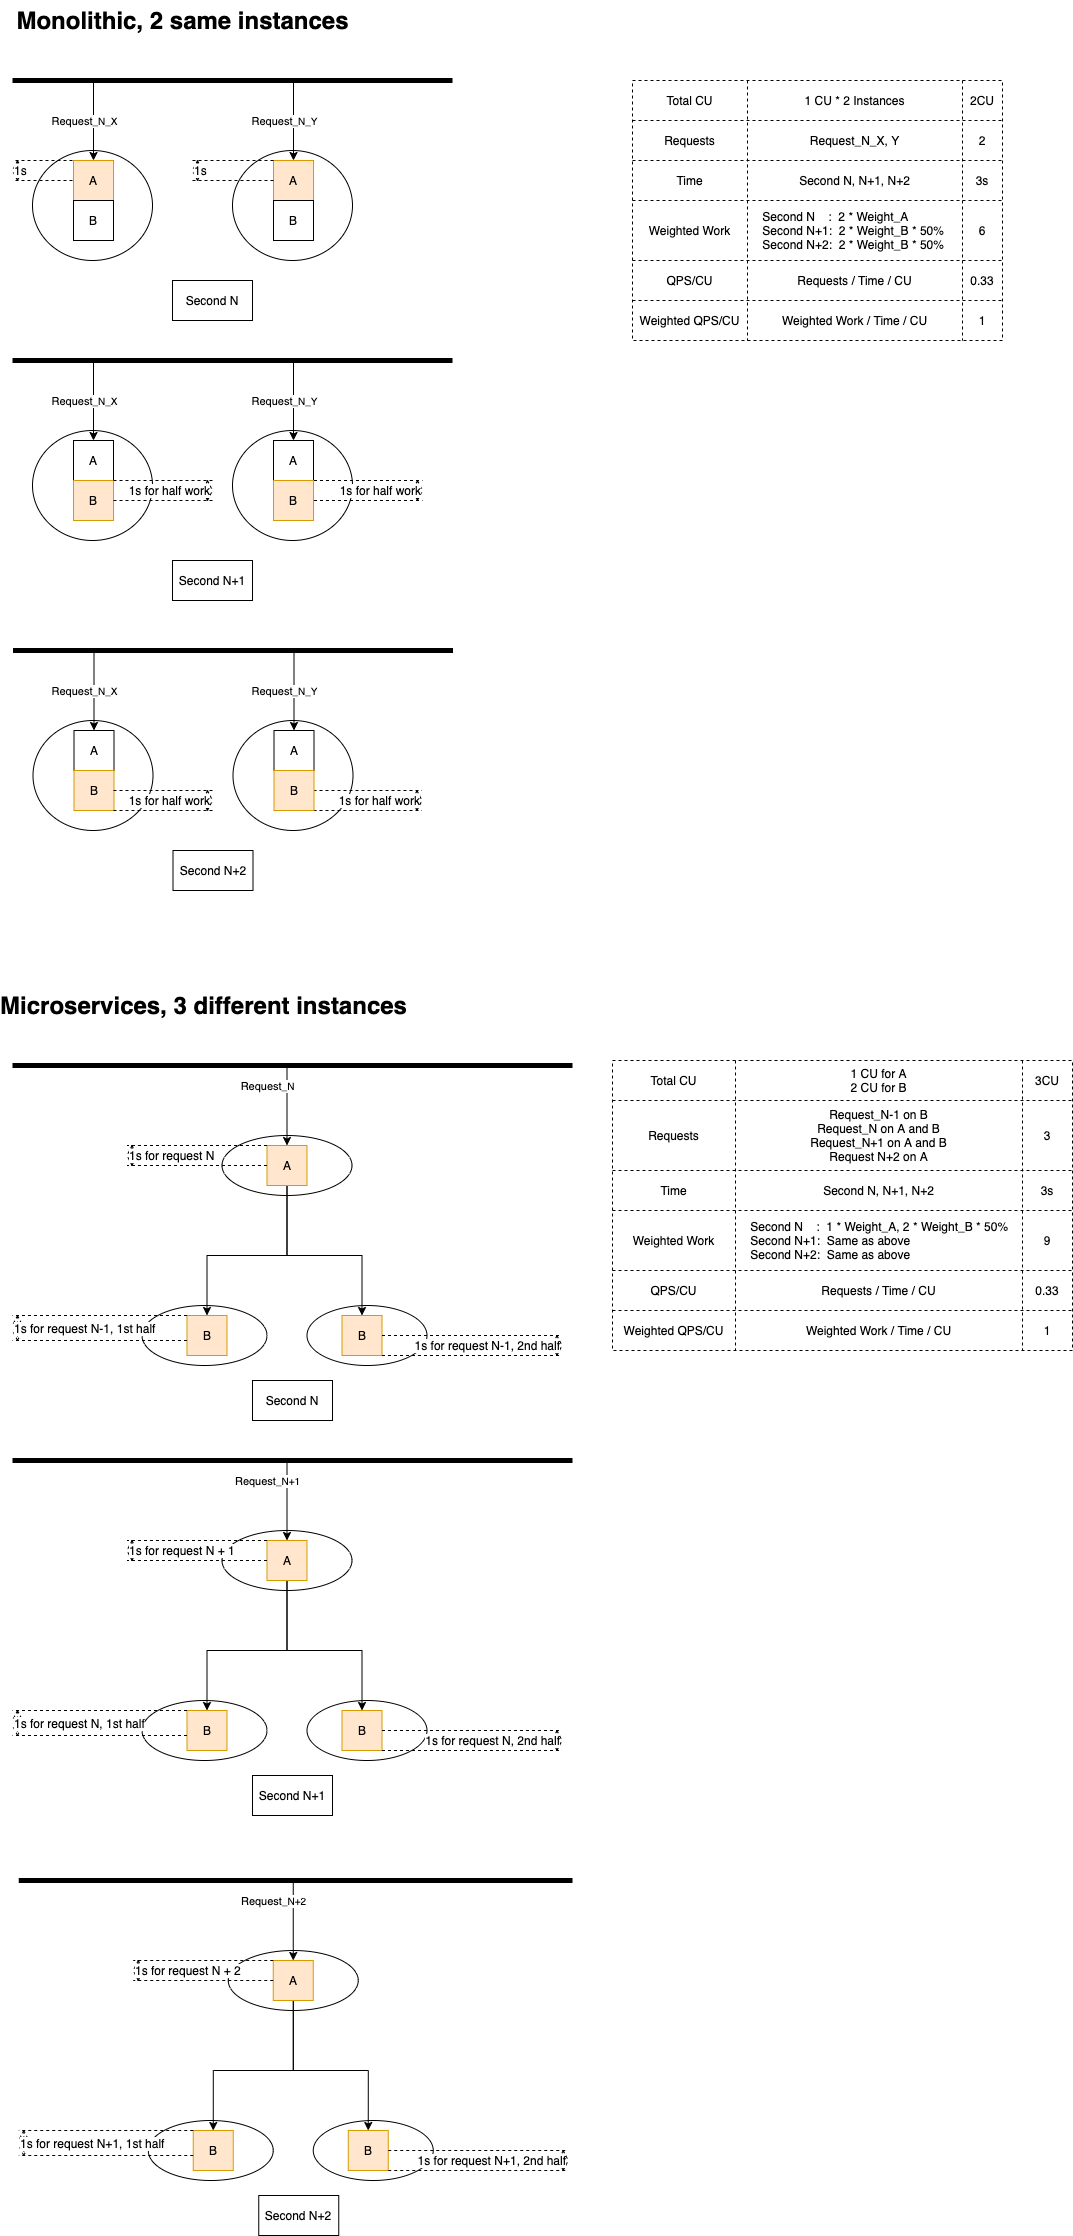 Monolithic, 2 same instances
Request_N_X
Request_N_Y
1s
A
B
1s
A
B
Second N
Total CU
1 CU * 2 Instances
2CU
Requests
Request_N_X, Y
2
Time
Second N, N+1, N+2
3s
Weighted Work
Second N : 2 * Weight_A
Second N+1: 2 * Weight_B * 50%
Second N+2: 2 * Weight_B * 50%
6
QPS/CU
Requests / Time / CU
0.33
Weighted QPS/CU
Weighted Work / Time / CU
1
Request_N_X
Request_N_Y
A
B
1s for half work
A
B
1s for half work
Second N+1
Request_N_X
Request_N_Y
A
B
1s for half work
A
B
1s for half work
Second N+2
Microservices, 3 different instances
Request_N
1s for request N
A
1s for request N-1, 1st half
B
B
1s for request N-1, 2nd half
Second N
Total CU
1 CU for A
2 CU for B
3CU
Requests
Request_N-1 on B
Request_N on A and B
Request_N+1 on A and B
Request N+2 on A
3
Time
Second N, N+1, N+2
3s
Weighted Work
Second N : 1 * Weight_A, 2 * Weight_B * 50%
Second N+1: Same as above
Second N+2: Same as above
9
QPS/CU
Requests / Time / CU
0.33
Weighted QPS/CU
Weighted Work / Time / CU
1
Request_N+1
1s for request N + 1
A
1s for request N, 1st half
B
B
1s for request N, 2nd half
Second N+1
Request_N+2
1s for request N + 2
A
1s for request N+1, 1st half
B
B
1s for request N+1, 2nd half
Second N+2